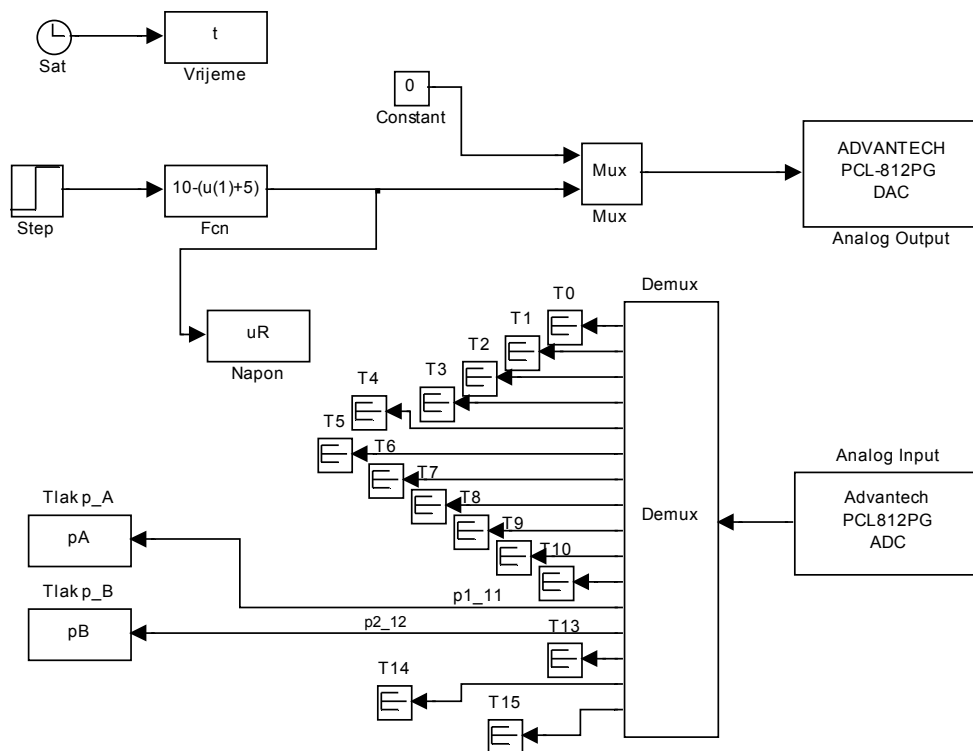 t
Sat
Vrijeme
0
Constant
Step
10-(u(1)+5)
Fcn
Mux
Mux
ADVANTECH
PCL-812PG
DAC
Analog Output
uR
Napon
Demux
T0
T1
T2
T3
T4
T5
T6
T7
T8
T9
T10
Demux
Analog Input
Advantech
PCL812PG
ADC
Tlak p_A
pA
p1_11
Tlak p_B
pB
p2_12
T13
T14
T15